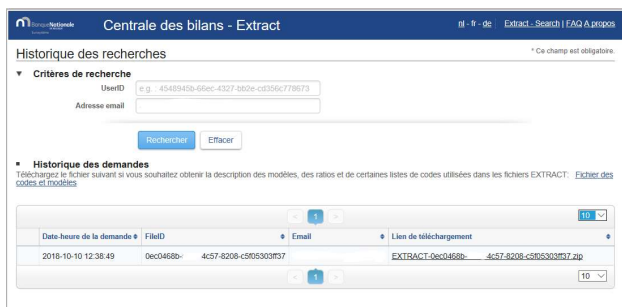 BanqueNationale
Centrale des bilans - Extract
nl - fr - de Extract - Search | FAQ A propos
Historique des recherches
* Ce champ est obligatoire.
Critères de recherche
UserID e.g. : 4548945b-66ec-4327-bb2e-cd356c778673
Adresse email
Rechercher Effacer
Historique des demandes
Téléchargez le fichier suivant si vous souhaitez obtenir la description des modèles, des ratios et de certaines listes de codes utilisées dans les fichiers EXTRACT: Fichier des
codes et modèles
< 1 > 10
Date-heure de la demande FileID Email Lien de téléchargement
2018-10-10 12:38:49 0ec0468b- 4c57-8208-c5f05303ff37 EXTRACT-0ec0468b- 4c57-8208-c5f05303ff37.zip
< 1 > 10